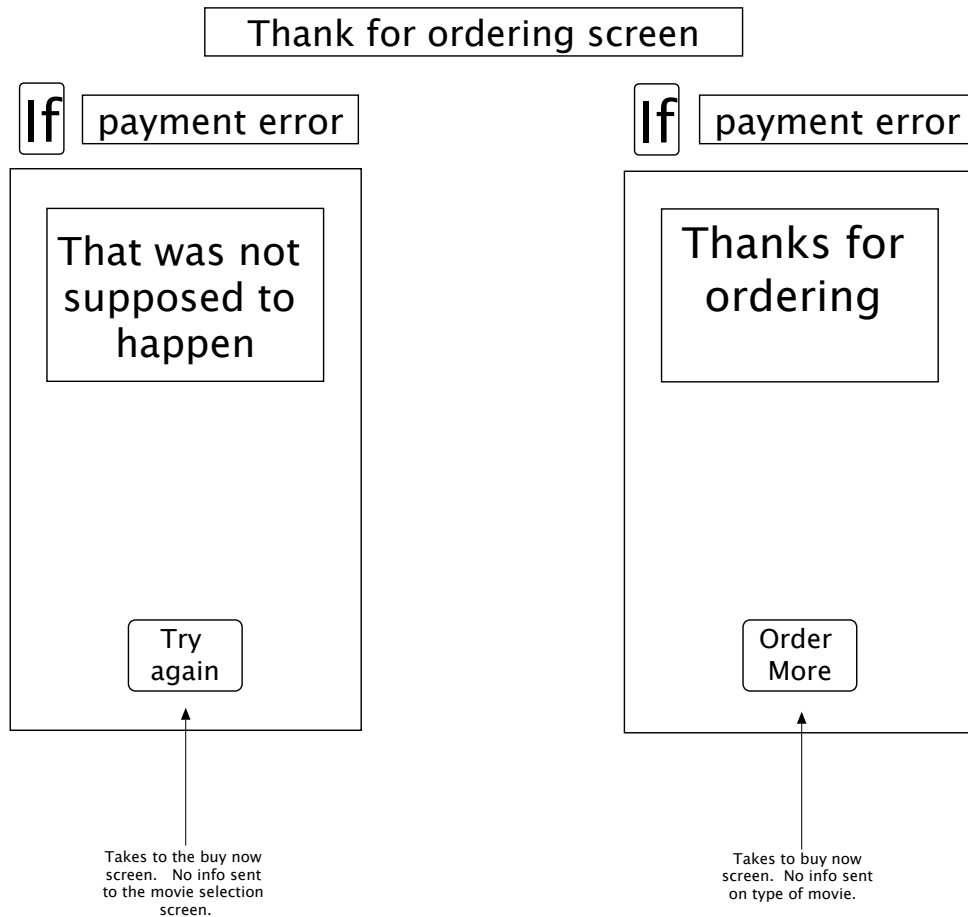 Thank for ordering screen
If
payment error
That was not
supposed to
happen
Try
again
Takes to the buy now
screen. No info sent
to the movie selection
screen.
If
payment error
Thanks for
ordering
Order
More
Takes to buy now
screen. No info sent
on type of movie.